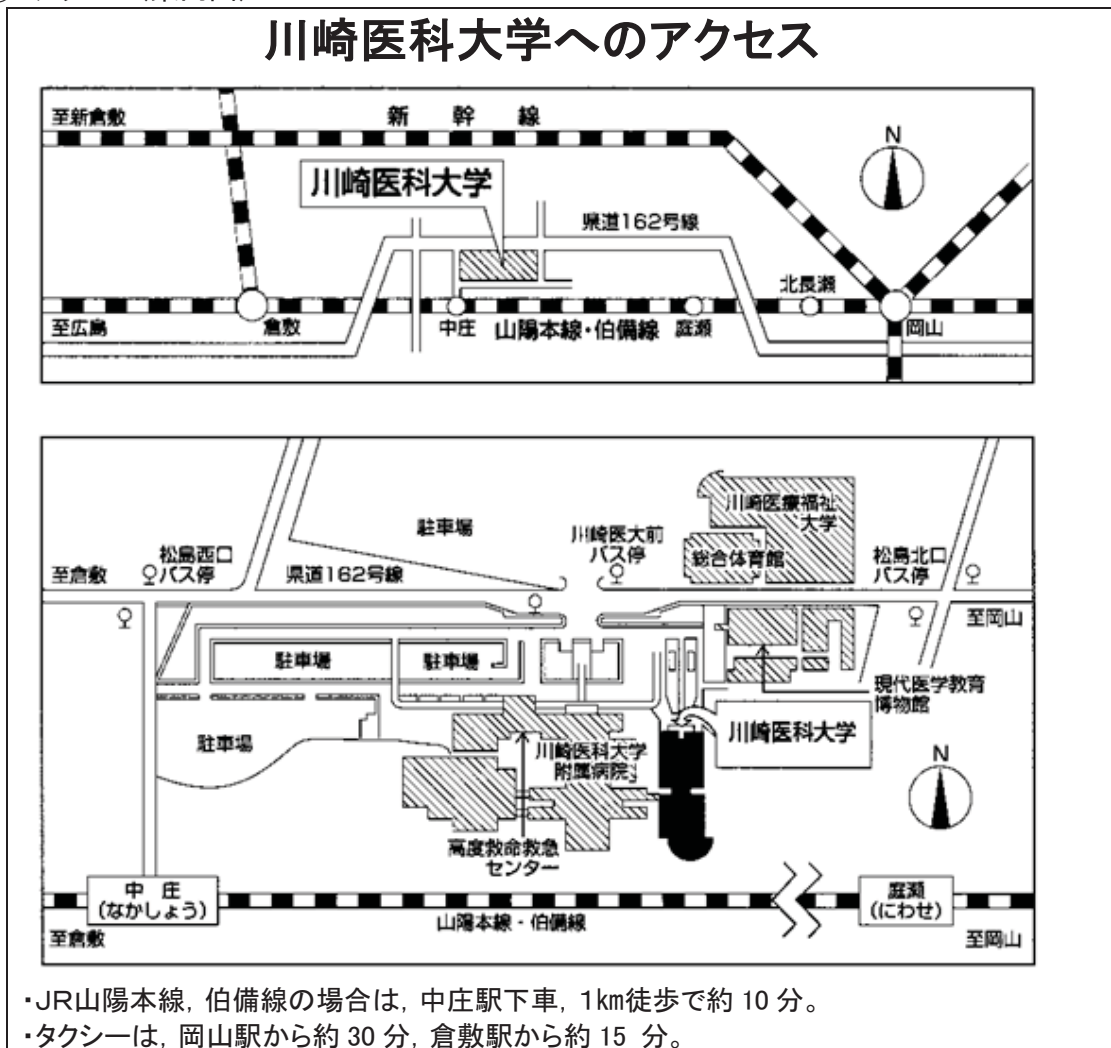 川崎医科大学へのアクセス
至新倉敷
新幹線
N
川崎医科大学
県道162号線
北長瀬
至広島
倉敷
中庄
山陽本線・伯備線
庭瀬
岡山
川崎医療福祉
大学
駐車場
川崎医大前
バス停
松島西口
バス停
総合体育館
松島北口
バス停
至倉敷
県道162号線
至岡山
駐車場
駐車場
現代医学教育
博物館
川崎医科大学
駐車場
川崎医科大学
附属病院
N
高度救命救急
センター
中庄
(なかしょう)
庭瀬
(にわせ)
山陽本線・伯備線
至倉敷
至岡山
・JR山陽本線，伯備線の場合は，中庄駅下車，1㎞徒歩で約 10 分。
・タクシーは，岡山駅から約 30 分，倉敷駅から約 15 分。